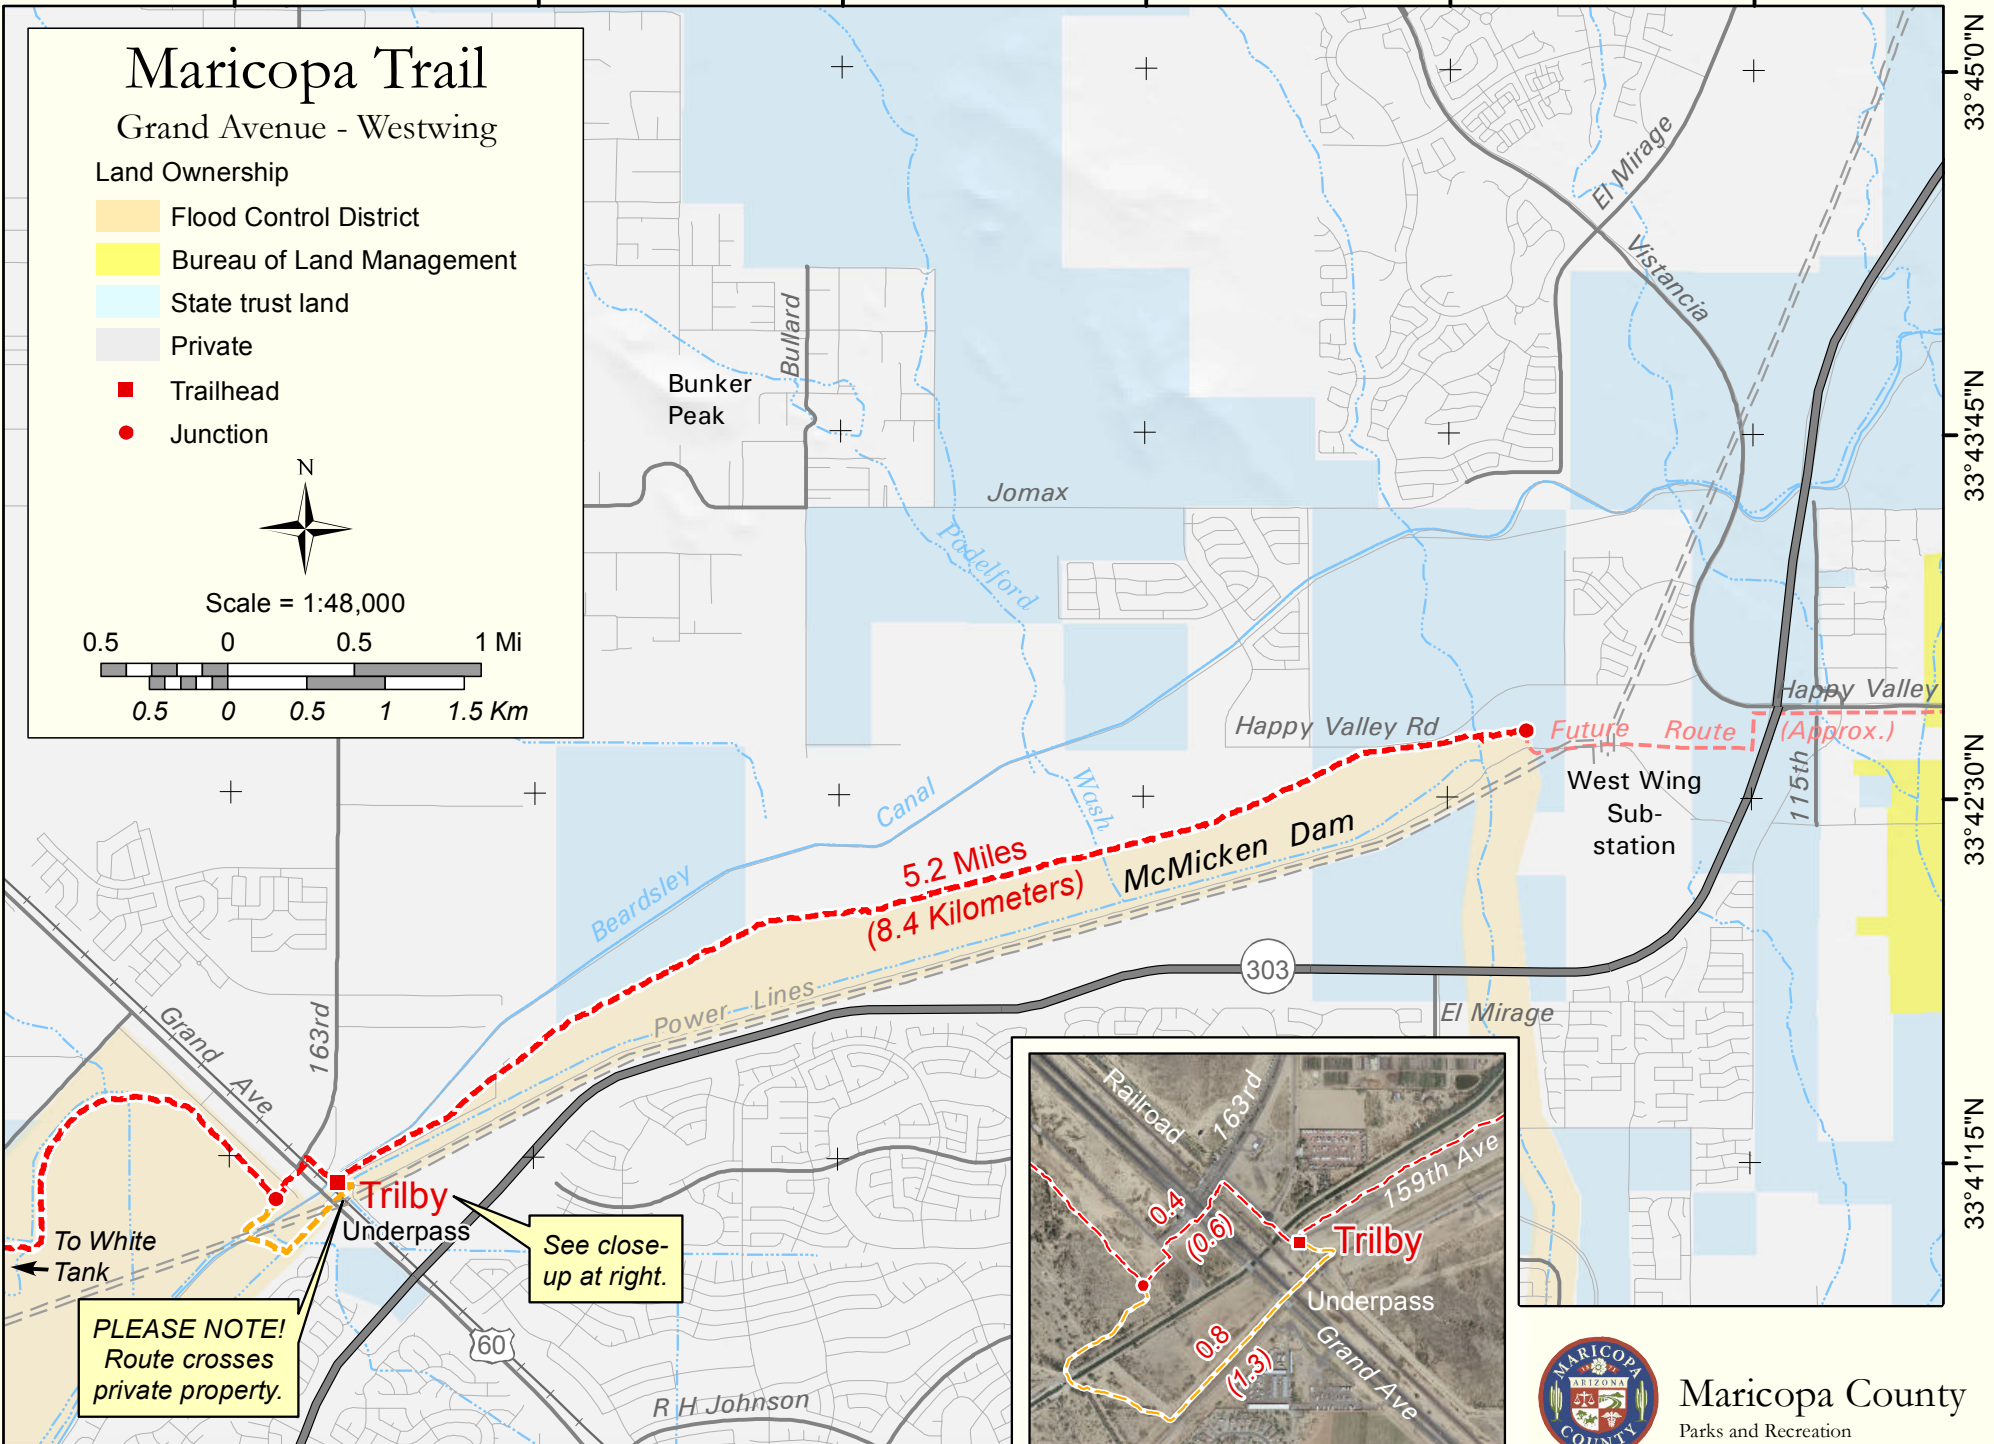 Maricopa Trail
Grand Avenue - Westwing
Land Ownership
Flood Control District
Bureau of Land Management
State trust land
Private
Trailhead
Junction
N
Scale = 1:48,000
0.5 0 0.5 1 Mi
0.5 0 0.5 1 1.5 Km
33°45'0"N
33°43'45"N
33°42'30"N
33°41'15"N
El Mirage
Vistancia
Bullard
Bunker
Peak
Jomax
Padelford
Wash
Happy Valley
Happy Valley Rd
Future Route (Approx.)
West Wing
Sub-
station
115th
Canal
Beardsley
5.2 Miles
(8.4 Kilometers)
McMicken Dam
Power Lines
303
El Mirage
163rd
Grand Ave
Trilby
Underpass
To White
Tank
See close-
up at right.
PLEASE NOTE!
Route crosses
private property.
60
R H Johnson
Railroad
163rd
159th Ave
0.4
(0.6)
Trilby
Underpass
0.8
(1.3)
Grand Ave
MARICOPA
ARIZONA
COUNTY
Maricopa County
Parks and Recreation